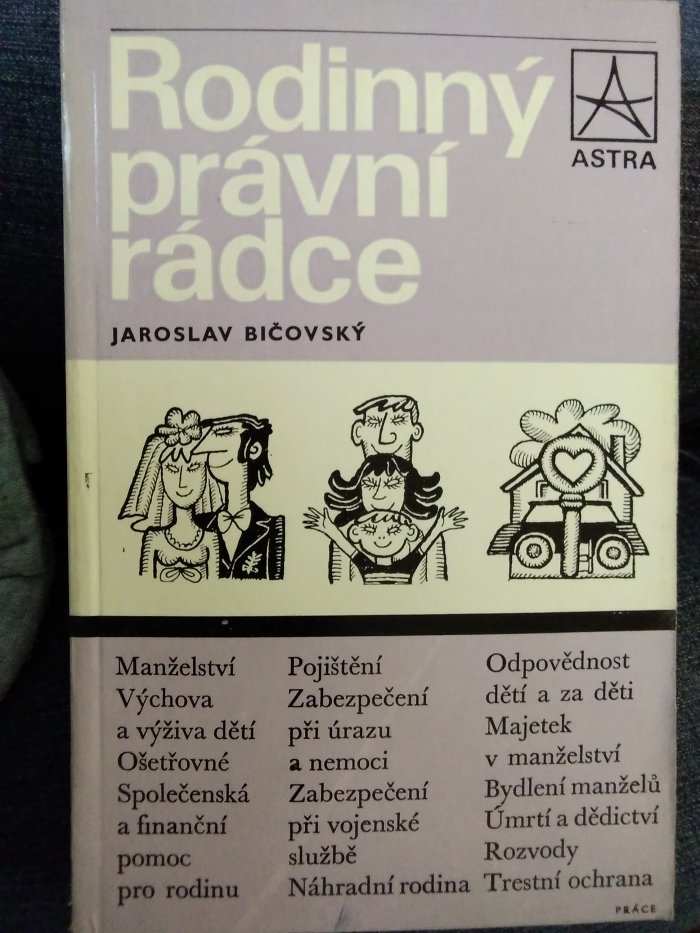 Rodinný
právní
rádce
ASTRA
JAROSLAV BIČOVSKÝ
Manželství
Výchova
a výživa dětí
Ošetřovné
Společenská
a finanční
pomoc
pro rodinu
Pojištění
Zabezpečení
při úrazu
a nemoci
Zabezpečení
při vojenské
službě
Náhradní rodina
Odpovědnost
dětí a za děti
Majetek
v manželství
Bydlení manželů
Úmrtí a dědictví
Rozvody
Trestní ochrana
PRÁCE